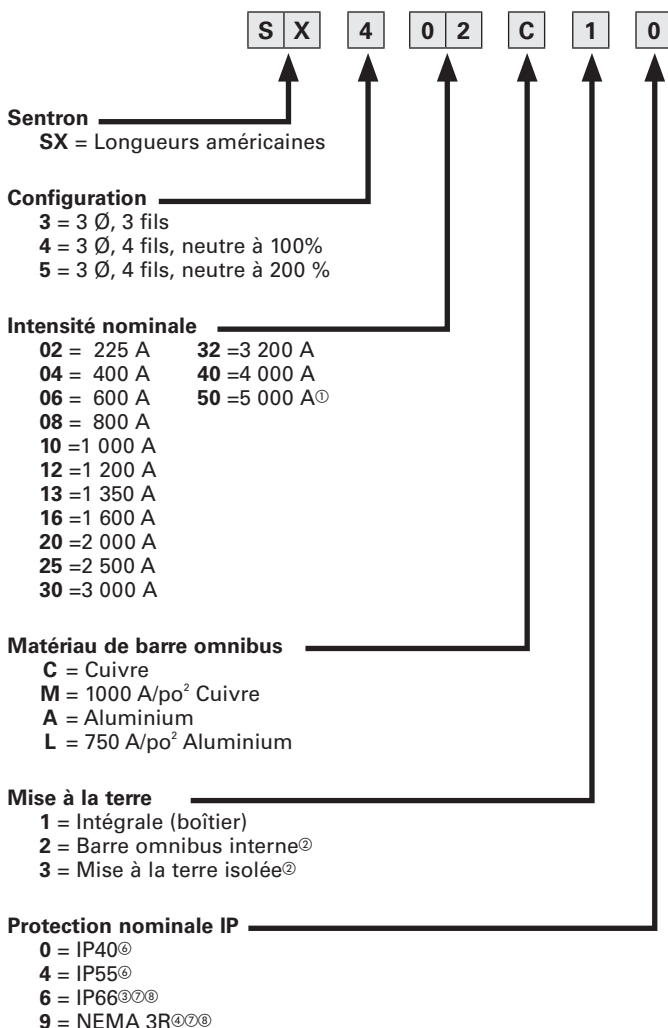 S X 4 0 2 C 1 0
Sentron
SX = Longueurs américaines
Configuration
3 = 3 Ø, 3 fils
4 = 3 Ø, 4 fils, neutre à 100%
5 = 3 Ø, 4 fils, neutre à 200 %
Intensité nominale
02 = 225 A 32 =3 200 A
04 = 400 A 40 =4 000 A
06 = 600 A 50 =5 000 A①
08 = 800 A
10 =1 000 A
12 =1 200 A
13 =1 350 A
16 =1 600 A
20 =2 000 A
25 =2 500 A
30 =3 000 A
Matériau de barre omnibus
C = Cuivre
M = 1000 A/po² Cuivre
A = Aluminium
L = 750 A/po² Aluminium
Mise à la terre
1 = Intégrale (boîtier)
2 = Barre omnibus interne②
3 = Mise à la terre isolée②
Protection nominale IP
0 = IP40⑥
4 = IP55⑥
6 = IP66③⑦⑧
9 = NEMA 3R④⑦⑧